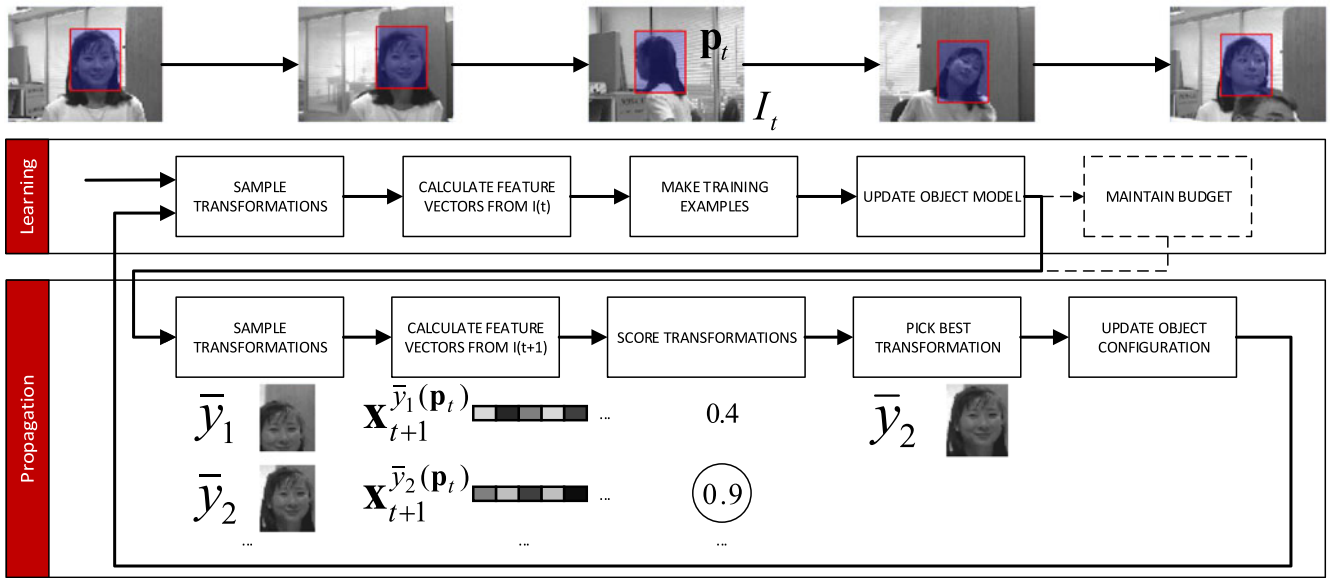 p_t
I_t
Learning
SAMPLE
TRANSFORMATIONS
CALCULATE FEATURE
VECTORS FROM I(t)
MAKE TRAINING
EXAMPLES
UPDATE OBJECT MODEL
MAINTAIN BUDGET
Propagation
SAMPLE
TRANSFORMATIONS
CALCULATE FEATURE
VECTORS FROM I(t+1)
SCORE TRANSFORMATIONS
PICK BEST
TRANSFORMATION
UPDATE OBJECT
CONFIGURATION
ȳ_1
x_{t+1}^{ȳ_1(p_t)}
...
0.4
ȳ_2
ȳ_2
x_{t+1}^{ȳ_2(p_t)}
...
0.9
...
...
...